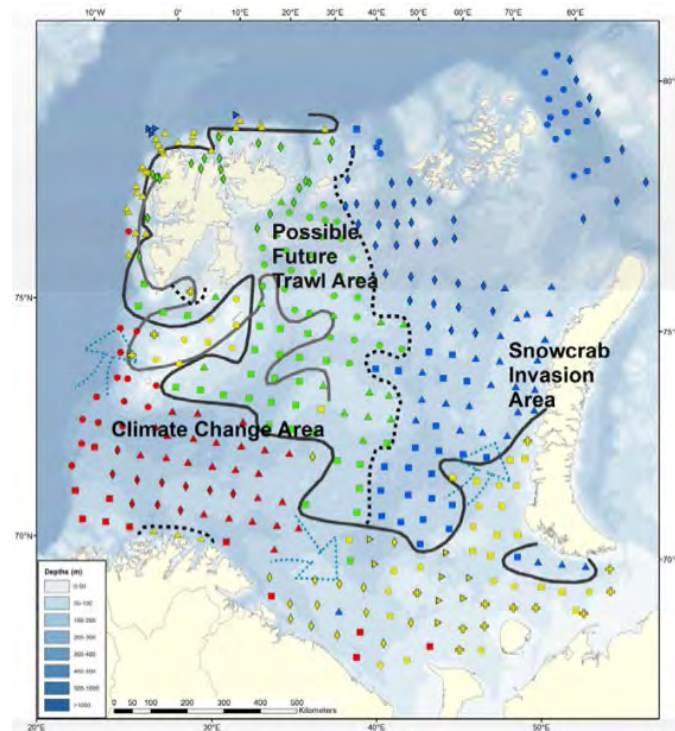 10°W 0° 10°E 20°E 30°E 40°E 50°E 60°E 70°E 80°E
80°
Possible
Future
Trawl Area
75°N
75°
Snowcrab
Invasion
Area
Climate Change Area
70°N
70°
Depths (m)
0-50
50-100
100-200
200-300
300-400
400-500
500-1000
>1000
0 50 100 200 300 400 500
Kilometers
20°E 30°E 40°E 50°E